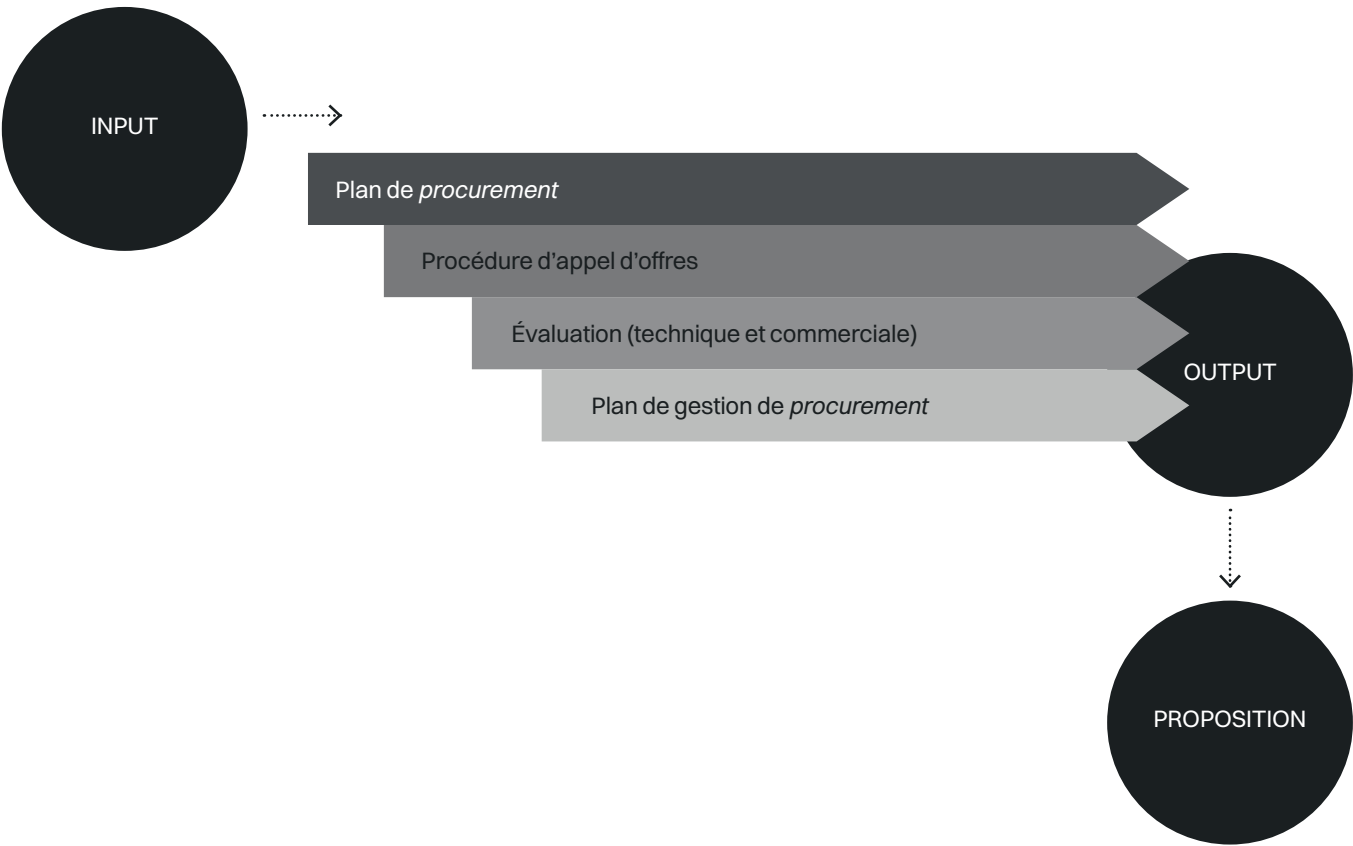 INPUT
Plan de procurement
Procédure d’appel d’offres
Évaluation (technique et commerciale)
OUTPUT
Plan de gestion de procurement
PROPOSITION